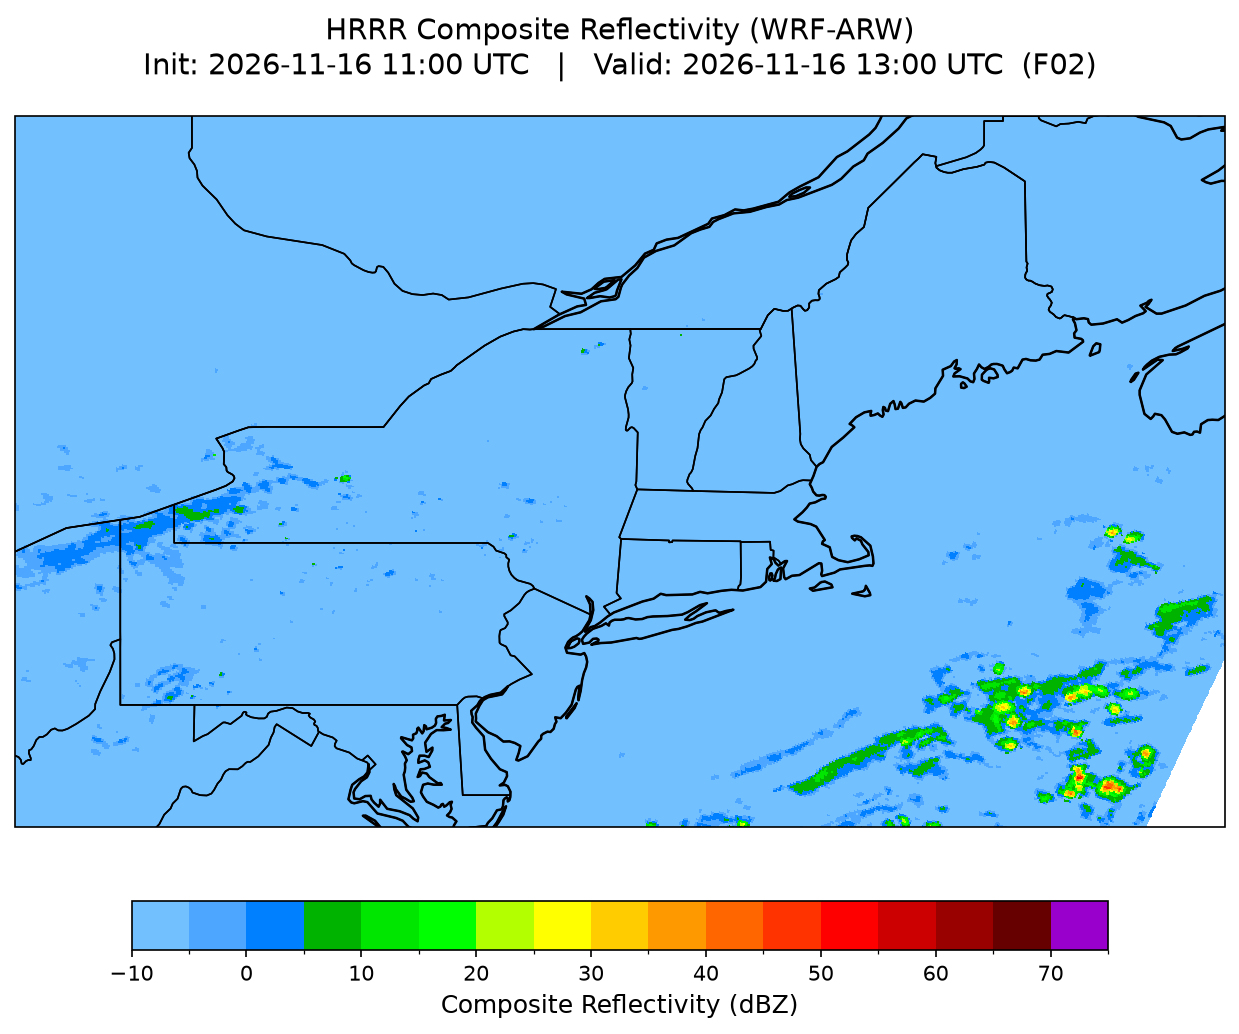 HRRR Composite Reflectivity (WRF-ARW)
Init: 2026-11-16 11:00 UTC   |   Valid: 2026-11-16 13:00 UTC  (F02)
−10 0 10 20 30 40 50 60 70
Composite Reflectivity (dBZ)